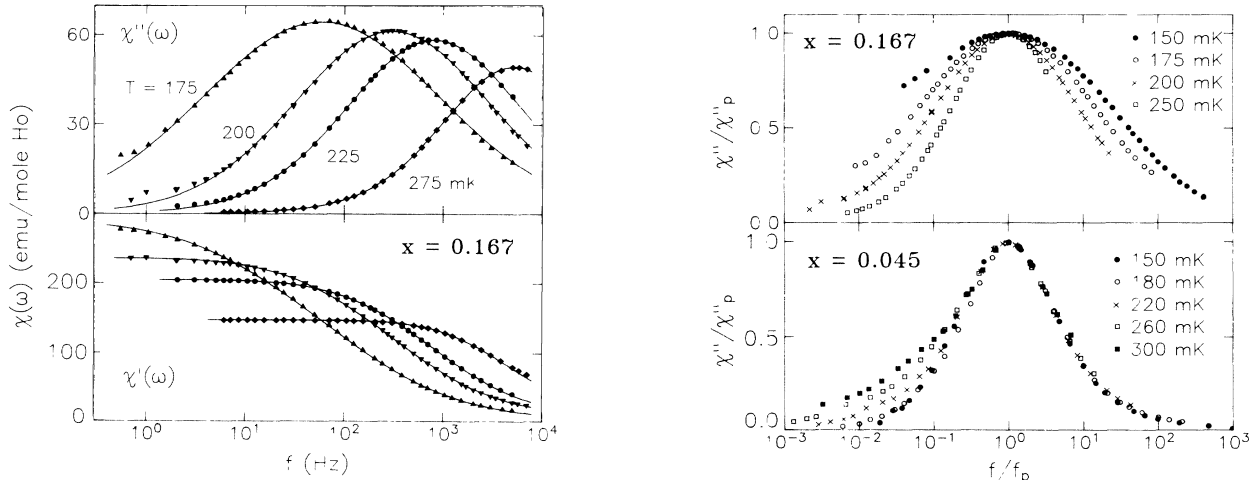 χ(ω) (emu/mole Ho)
60
30
0
χ''(ω)
T = 175
200
225
275 mk
200
100
0
x = 0.167
χ'(ω)
10⁰ 10¹ 10² 10³ 10⁴
f (Hz)
χ''/χ''p
1.0
0.5
0.0
x = 0.167
150 mK
175 mK
200 mK
250 mK
χ''/χ''p
1.0
0.5
0.0
x = 0.045
150 mK
180 mK
220 mK
260 mK
300 mK
10⁻³ 10⁻² 10⁻¹ 10⁰ 10¹ 10² 10³
f/fp